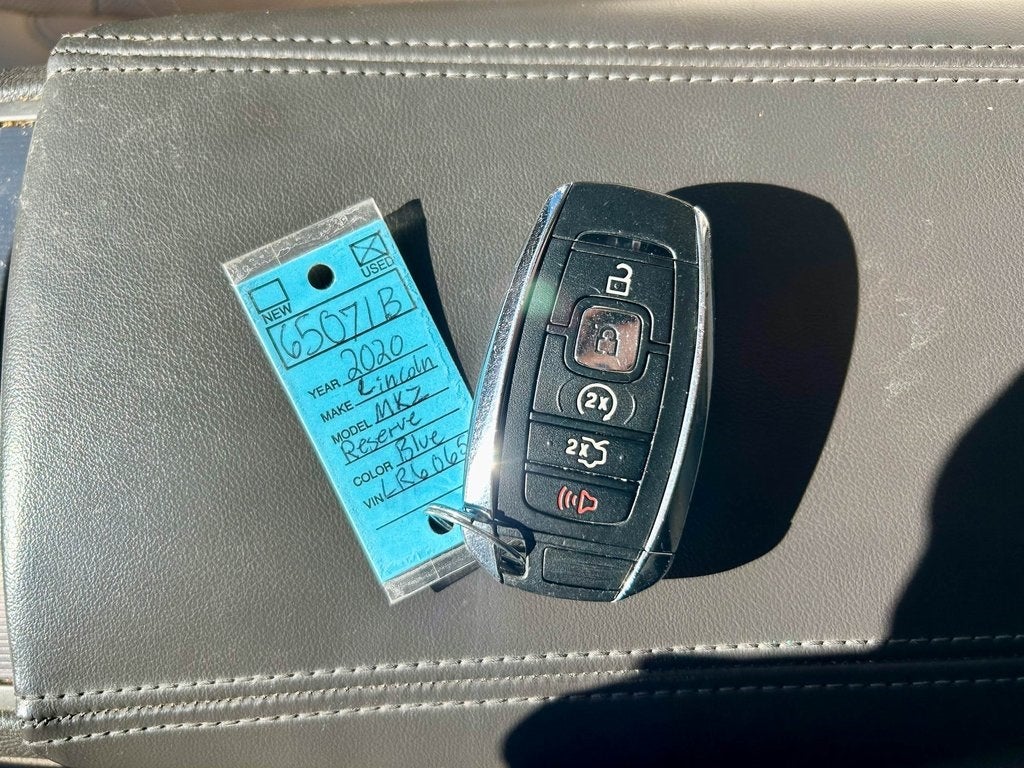 NEW USED
65071B
YEAR 2020
MAKE Lincoln
MODEL MKZ
Reserve
COLOR Blue
VIN LR6065
2x
2x